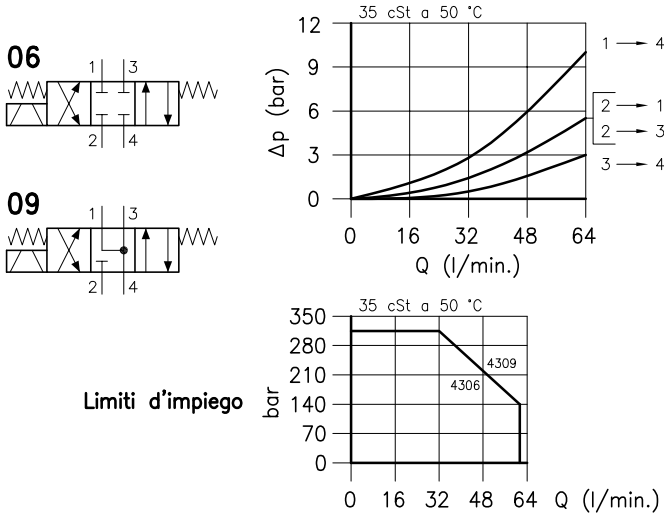 06
1 3
2 4
09
1 3
2 4
35 cSt a 50 °C
Δp (bar)
12
9
6
3
0
0 16 32 48 64
Q (l/min.)
1 → 4
2 → 1
2 → 3
3 → 4
Limiti d'impiego
35 cSt a 50 °C
bar
350
280
210
140
70
0
4309
4306
0 16 32 48 64 Q (l/min.)